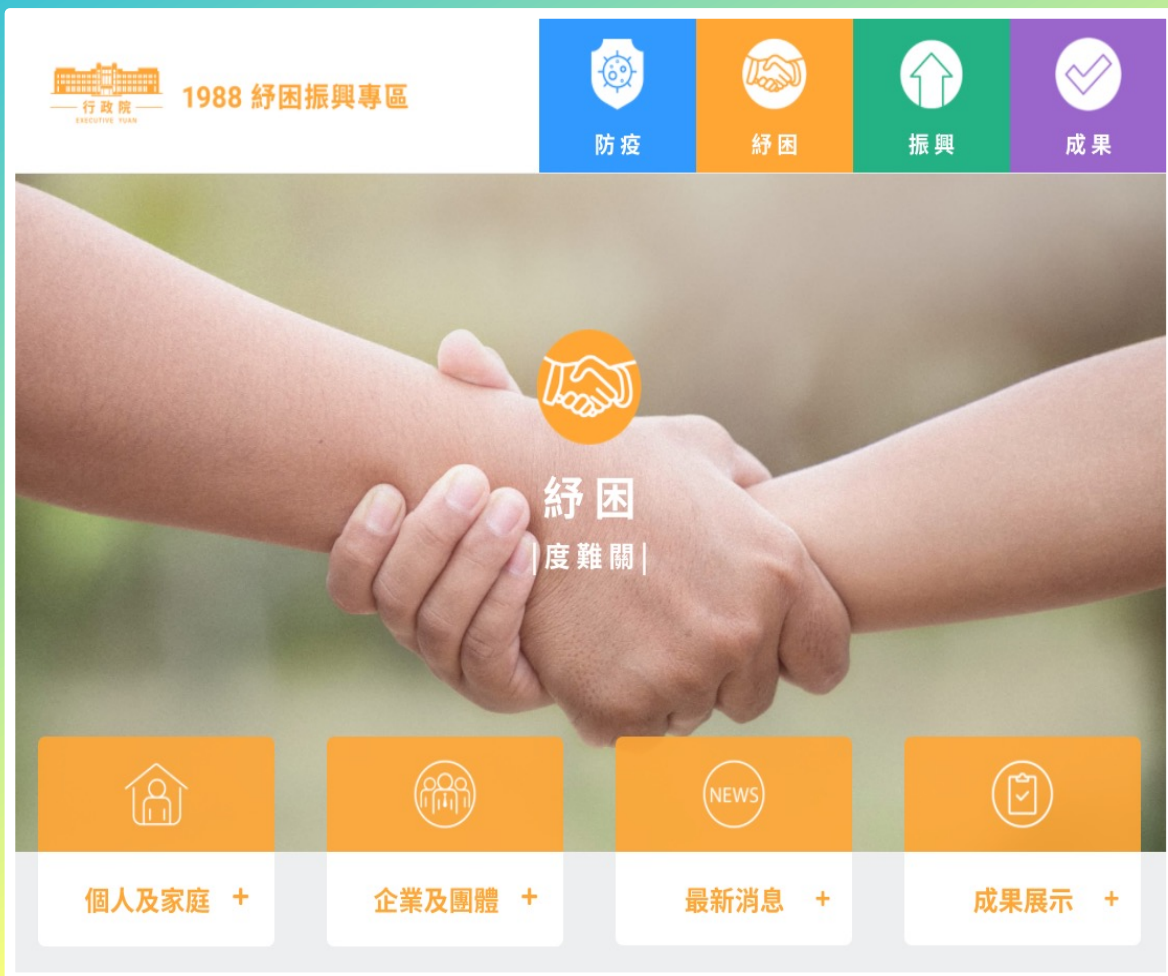 行政院
EXECUTIVE YUAN
1988 紓困振興專區
防疫
紓困
振興
成果
紓困
|度難關|
個人及家庭 +
企業及團體 +
NEWS
最新消息 +
成果展示 +